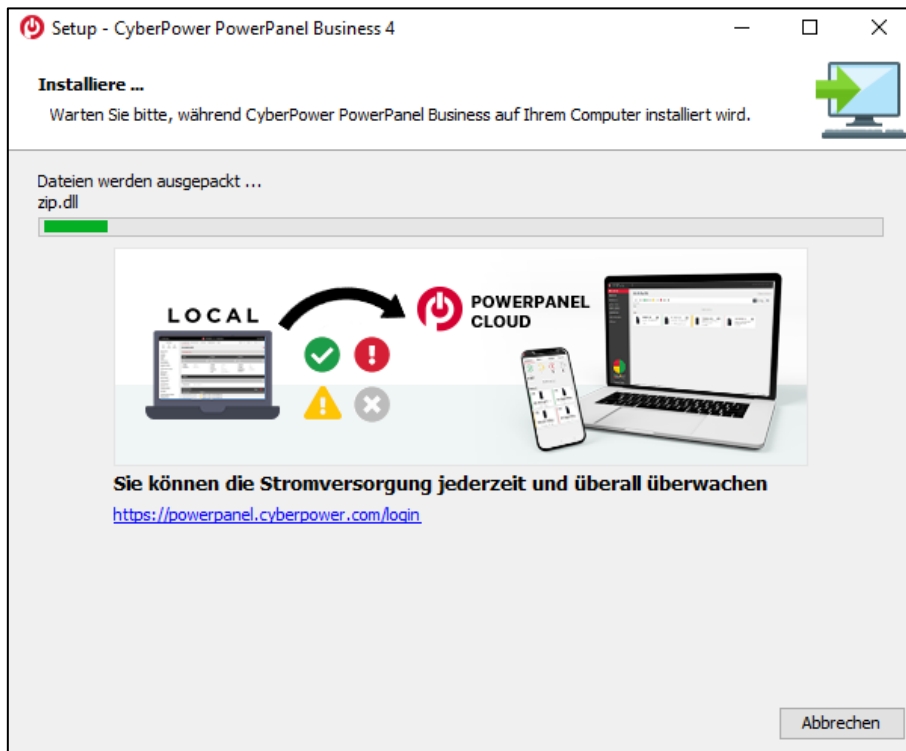 Setup - CyberPower PowerPanel Business 4
Installiere ...
Warten Sie bitte, während CyberPower PowerPanel Business auf Ihrem Computer installiert wird.
Dateien werden ausgepackt ...
zip.dll
LOCAL
POWERPANEL
CLOUD
Sie können die Stromversorgung jederzeit und überall überwachen
https://powerpanel.cyberpower.com/login
Abbrechen